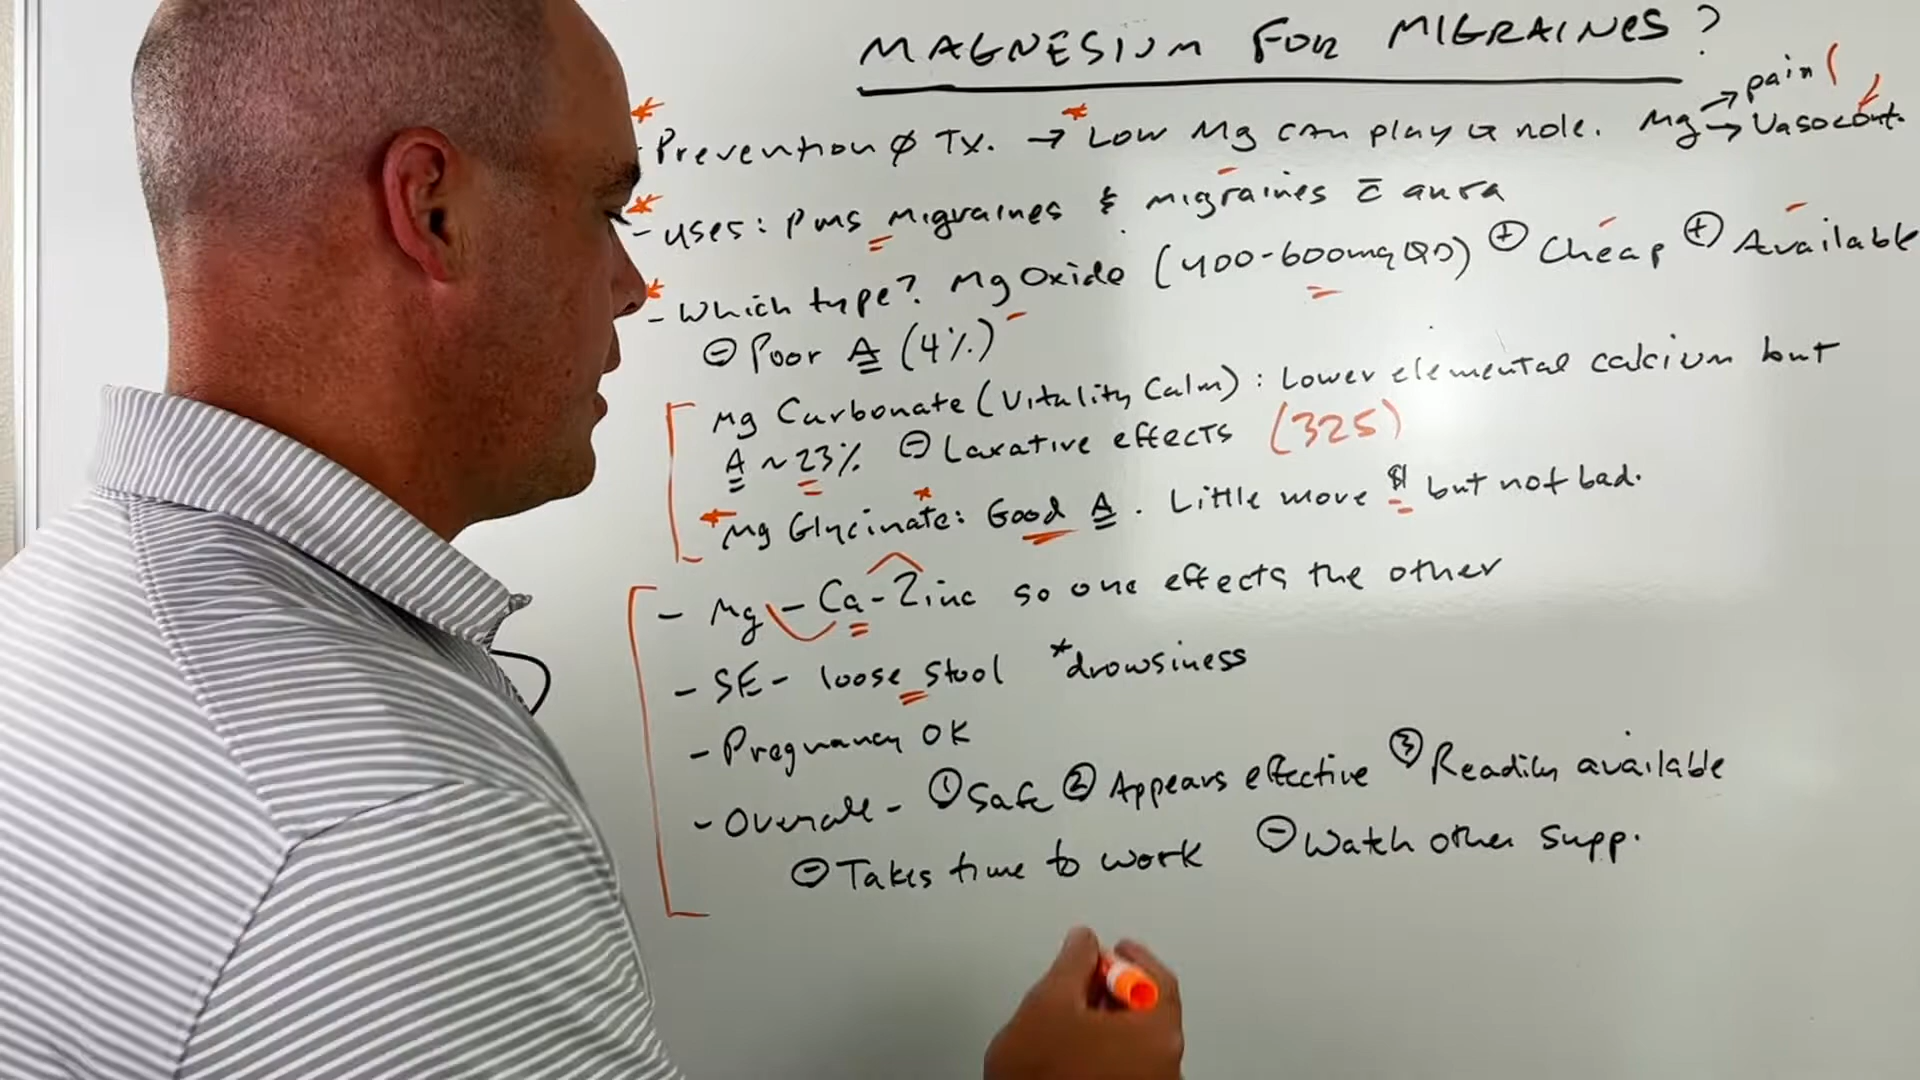 MAGNESIUM FOR MIGRAINES?
- Prevention ∅ Tx. → Low Mg can play a role. Mg → pain
→ Vasoconst.
- uses: PMS Migraines & migraines c̄ aura
- Which type? Mg Oxide (400-600mg QD) ⊕ Cheap ⊕ Available
⊖ Poor A (4%)
Mg Carbonate (Vitality Calm): Lower elemental calcium but
A ~ 23% ⊖ Laxative effects (325)
Mg Glycinate: Good A. Little more $ but not bad.
- Mg - Ca - Zinc so one effects the other
- SE - loose stool *drowsiness
- Pregnancy OK
- Overall - ① Safe ② Appears effective ③ Readily available
⊖ Takes time to work ⊖ Watch other supp.